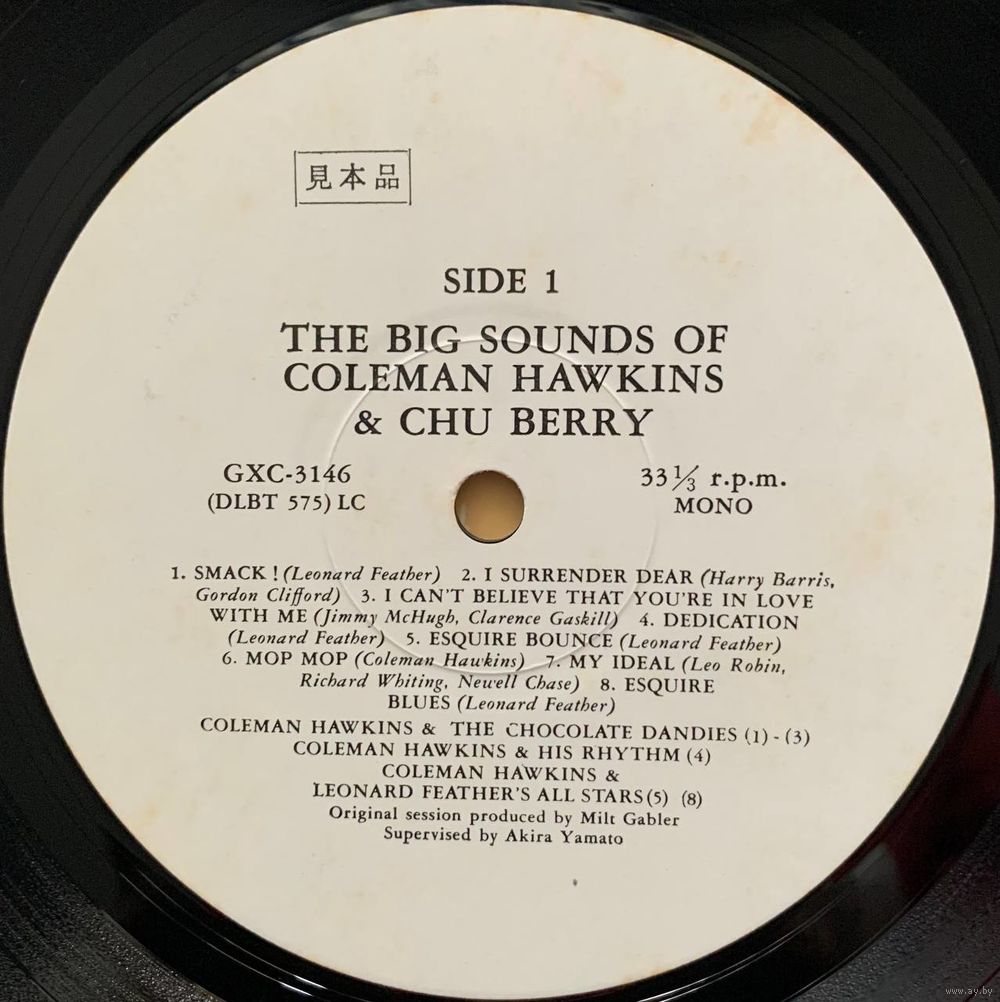 見本品
SIDE 1
THE BIG SOUNDS OF
COLEMAN HAWKINS
& CHU BERRY
GXC-3146
(DLBT 575) LC
33⅓ r.p.m.
MONO
1. SMACK ! (Leonard Feather) 2. I SURRENDER DEAR (Harry Barris,
Gordon Clifford) 3. I CAN'T BELIEVE THAT YOU'RE IN LOVE
WITH ME (Jimmy McHugh, Clarence Gaskill) 4. DEDICATION
(Leonard Feather) 5. ESQUIRE BOUNCE (Leonard Feather)
6. MOP MOP (Coleman Hawkins) 7. MY IDEAL (Leo Robin,
Richard Whiting, Newell Chase) 8. ESQUIRE
BLUES (Leonard Feather)
COLEMAN HAWKINS & THE CHOCOLATE DANDIES (1) - (3)
COLEMAN HAWKINS & HIS RHYTHM (4)
COLEMAN HAWKINS &
LEONARD FEATHER'S ALL STARS (5) (8)
Original session produced by Milt Gabler
Supervised by Akira Yamato
www.ay.by